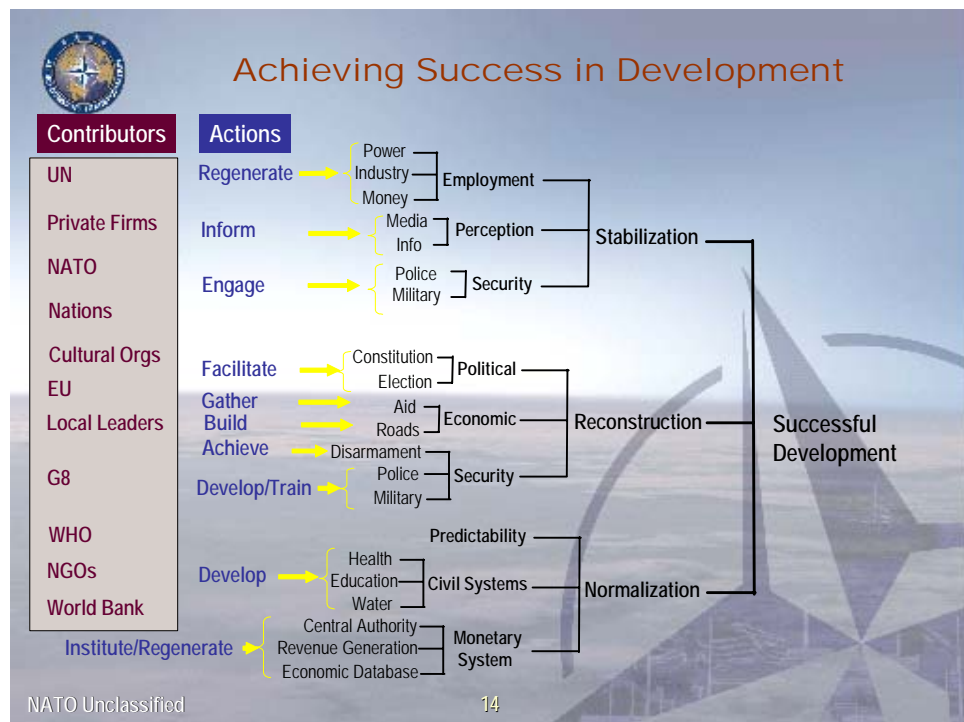 Achieving Success in Development
Contributors
Actions
UN
Private Firms
NATO
Nations
Cultural Orgs
EU
Local Leaders
G8
WHO
NGOs
World Bank
Regenerate
Power
Industry
Money
Employment
Inform
Media
Info
Perception
Engage
Police
Military
Security
Stabilization
Facilitate
Constitution
Election
Political
Gather
Aid
Build
Roads
Economic
Achieve
Disarmament
Develop/Train
Police
Military
Security
Reconstruction
Successful
Development
Predictability
Develop
Health
Education
Water
Civil Systems
Normalization
Institute/Regenerate
Central Authority
Revenue Generation
Economic Database
Monetary
System
NATO Unclassified
14